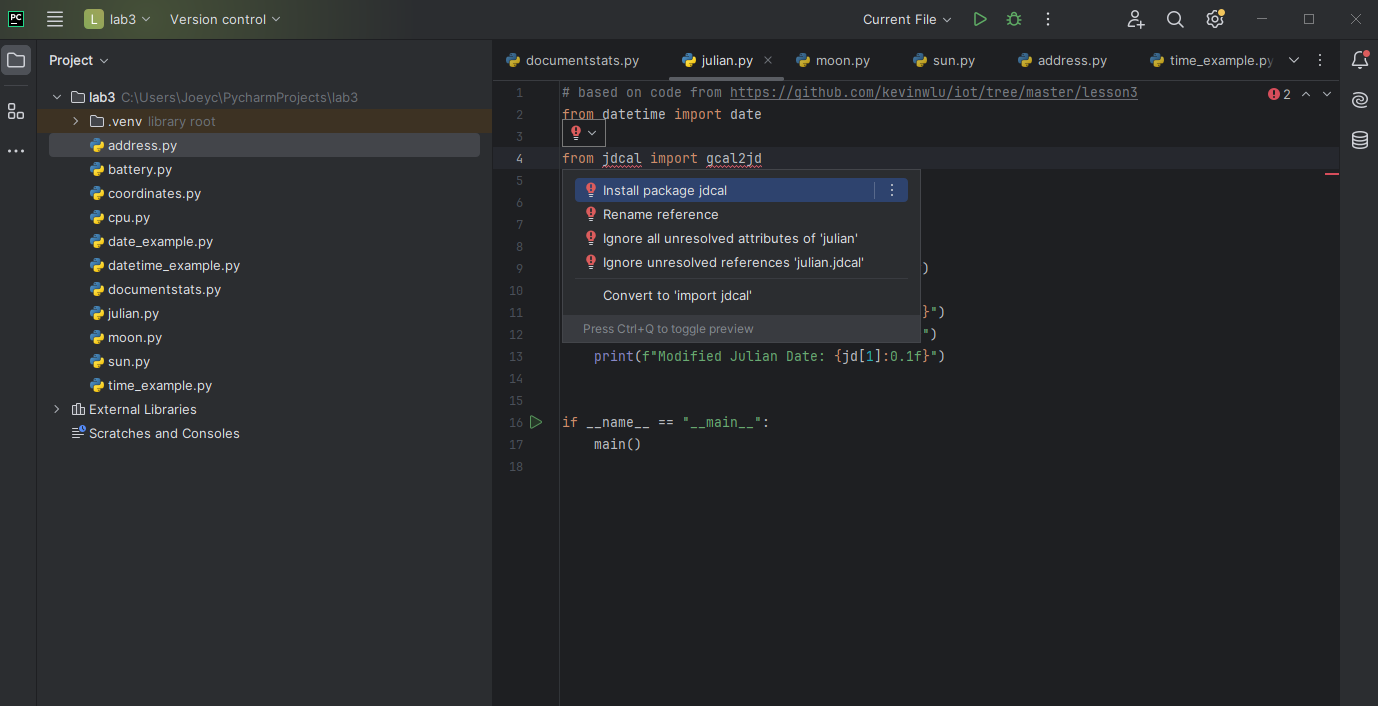 PC
L lab3 Version control Current File
Project
lab3 C:\Users\Joeyc\PycharmProjects\lab3
.venv library root
address.py
battery.py
coordinates.py
cpu.py
date_example.py
datetime_example.py
documentstats.py
julian.py
moon.py
sun.py
time_example.py
External Libraries
Scratches and Consoles
documentstats.py julian.py moon.py sun.py address.py time_example.py
1 # based on code from https://github.com/kevinwlu/iot/tree/master/lesson3
2 from datetime import date
3
4 from jdcal import gcal2jd
5
6
7
8
9 )
10
11 }")
12 ")
13 print(f"Modified Julian Date: {jd[1]:0.1f}")
14
15
16 if __name__ == "__main__":
17 main()
18
2
Install package jdcal
Rename reference
Ignore all unresolved attributes of 'julian'
Ignore unresolved references 'julian.jdcal'
Convert to 'import jdcal'
Press Ctrl+Q to toggle preview